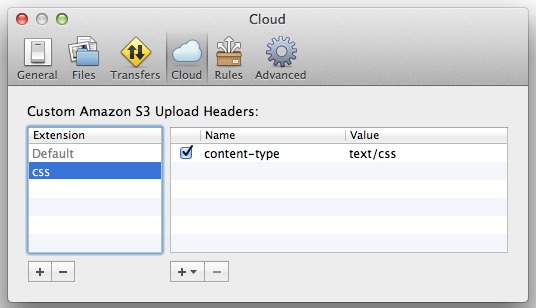 Cloud
General Files Transfers Cloud Rules Advanced
Custom Amazon S3 Upload Headers:
Extension Name Value
Default content-type text/css
css